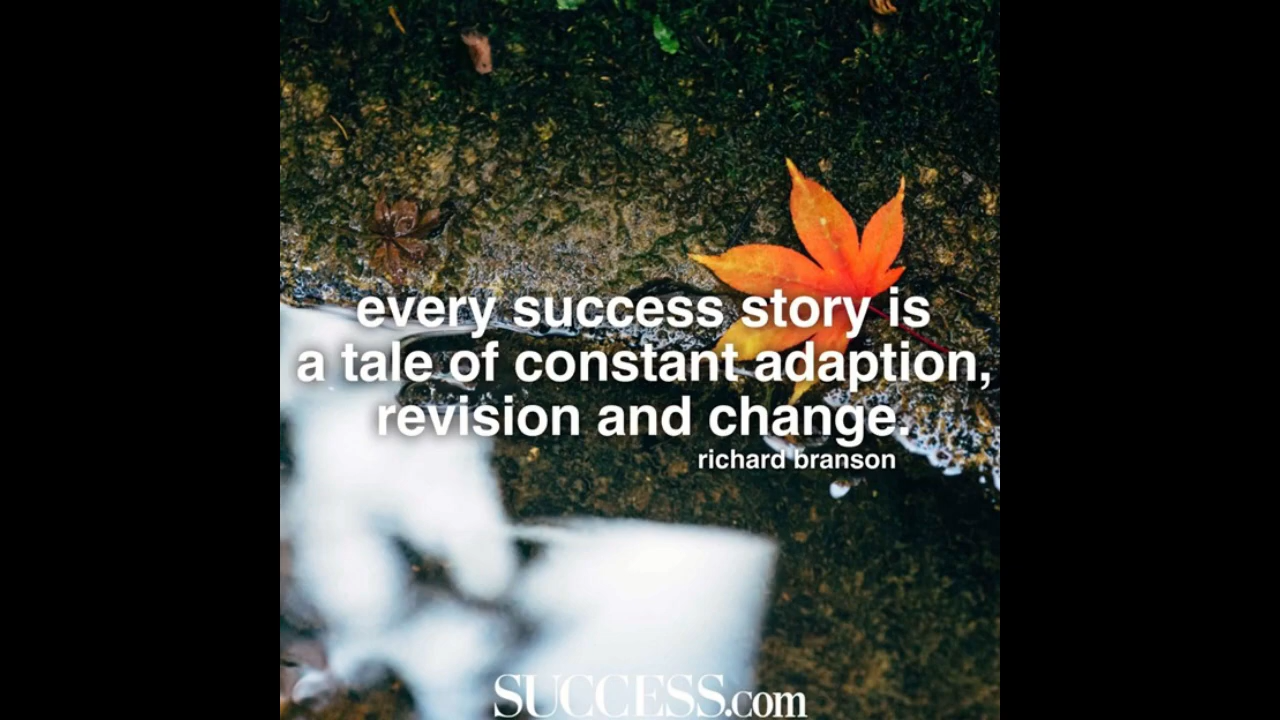 every success story is
a tale of constant adaption,
revision and change.
richard branson
SUCCESS.com